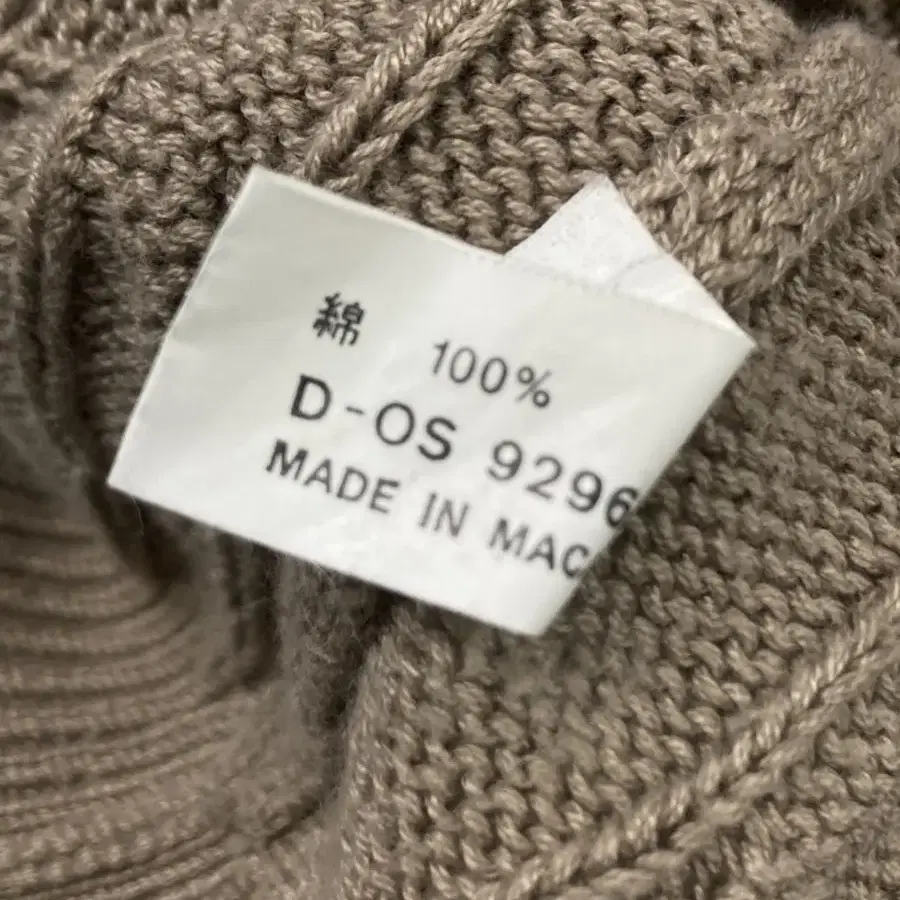 綿 100%
D-OS 9296
MADE IN MAC